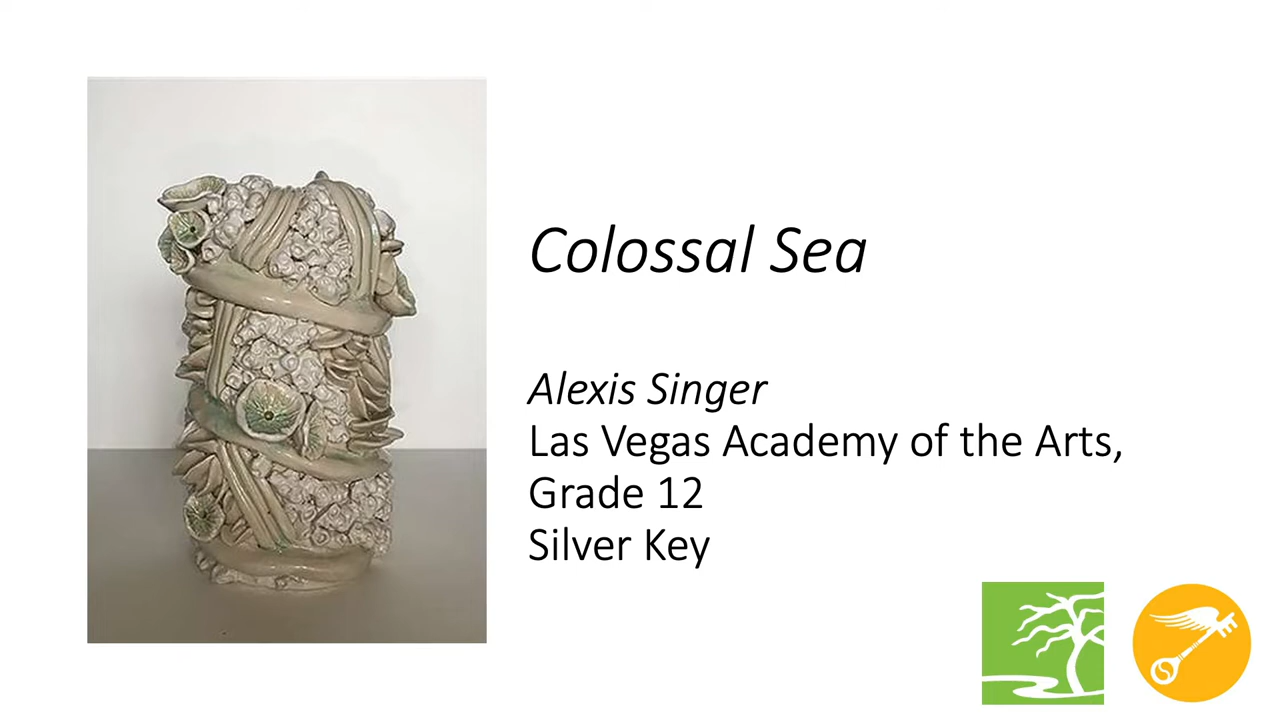 Colossal Sea
Alexis Singer
Las Vegas Academy of the Arts,
Grade 12
Silver Key